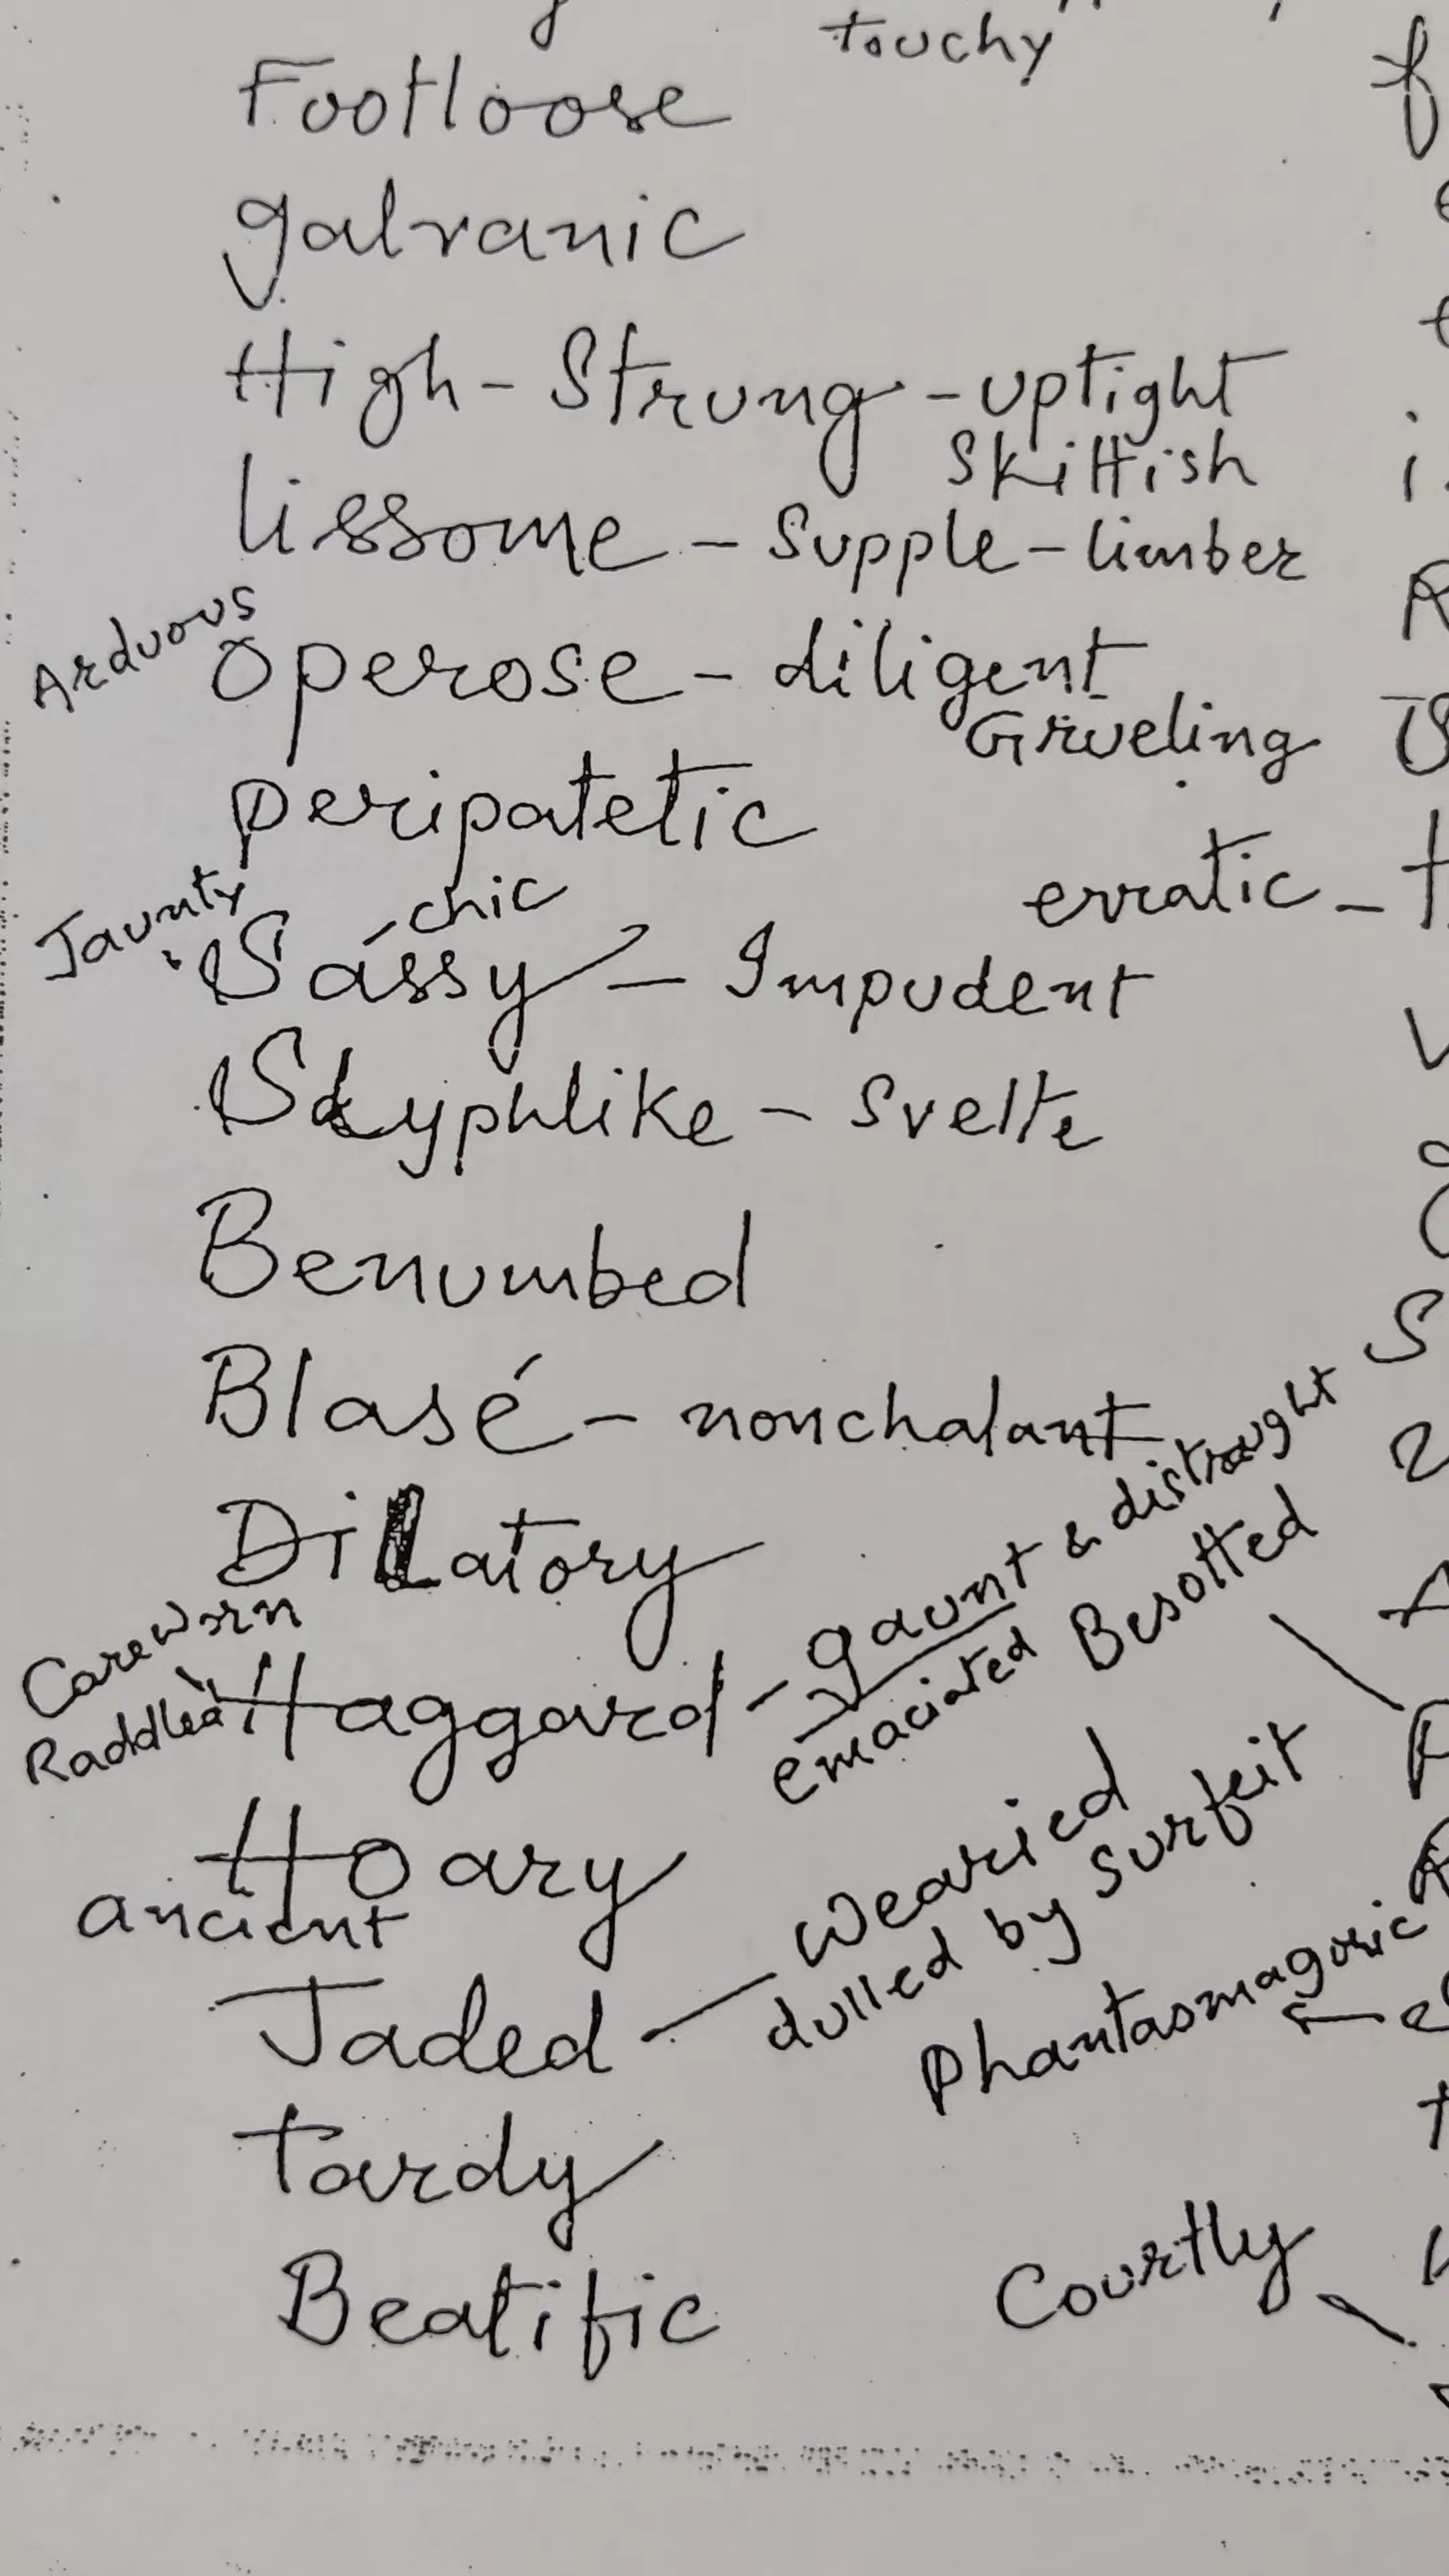 touchy
Footloose
galvanic
High-Strung - uptight
Skittish
lissome - Supple - limber
Arduous
Operose - diligent
Grueling
peripatetic
erratic -
Jaunty
- chic
Sassy - Impudent
Skyphlike - Svelte
Benumbed
Blasé - nonchalant
Dilatory
Careworn
Raddled
Haggard - gaunt & distraught
emaciated Besotted
Hoary
ancient
Jaded - Wearied
dulled by surfeit
Phantasmagoric
Tardy
Courtly
Beatific